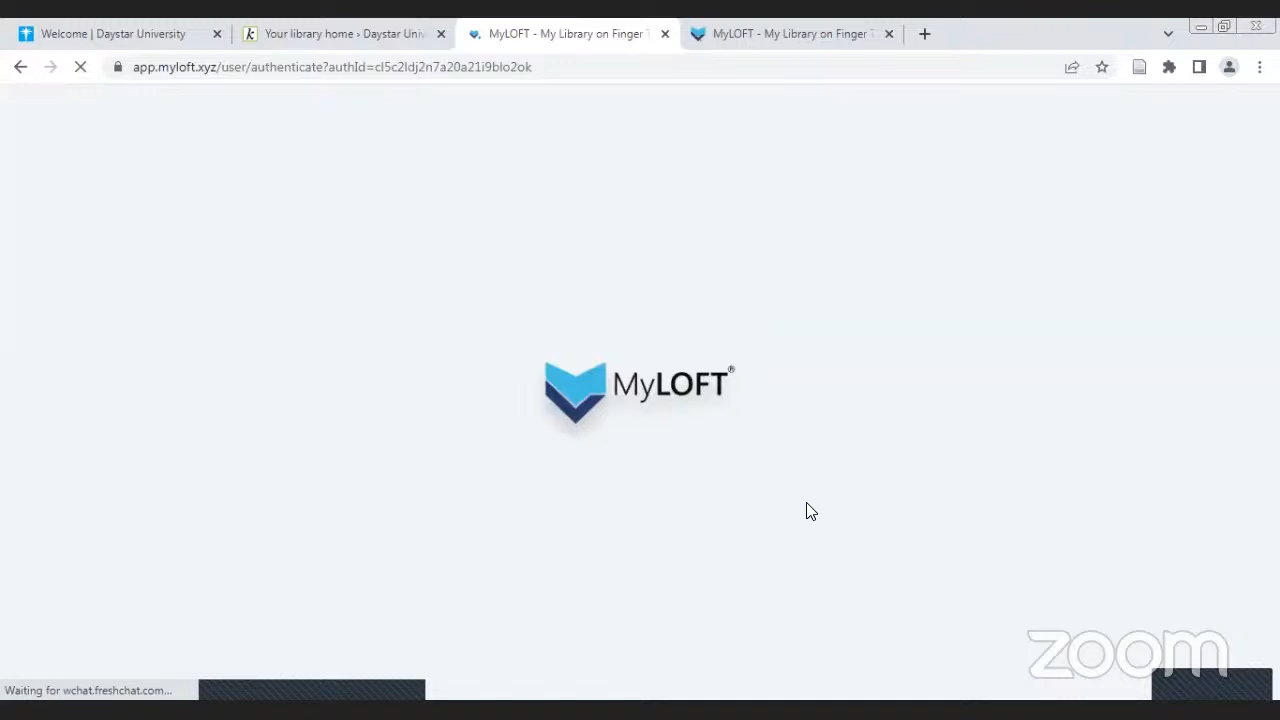 Welcome | Daystar University
Your library home › Daystar Univ
MyLOFT - My Library on Finger T
MyLOFT - My Library on Finger T
app.myloft.xyz/user/authenticate?authId=cl5c2ldj2n7a20a21i9blo2ok
MyLOFT®
zoom
Waiting for wchat.freshchat.com...